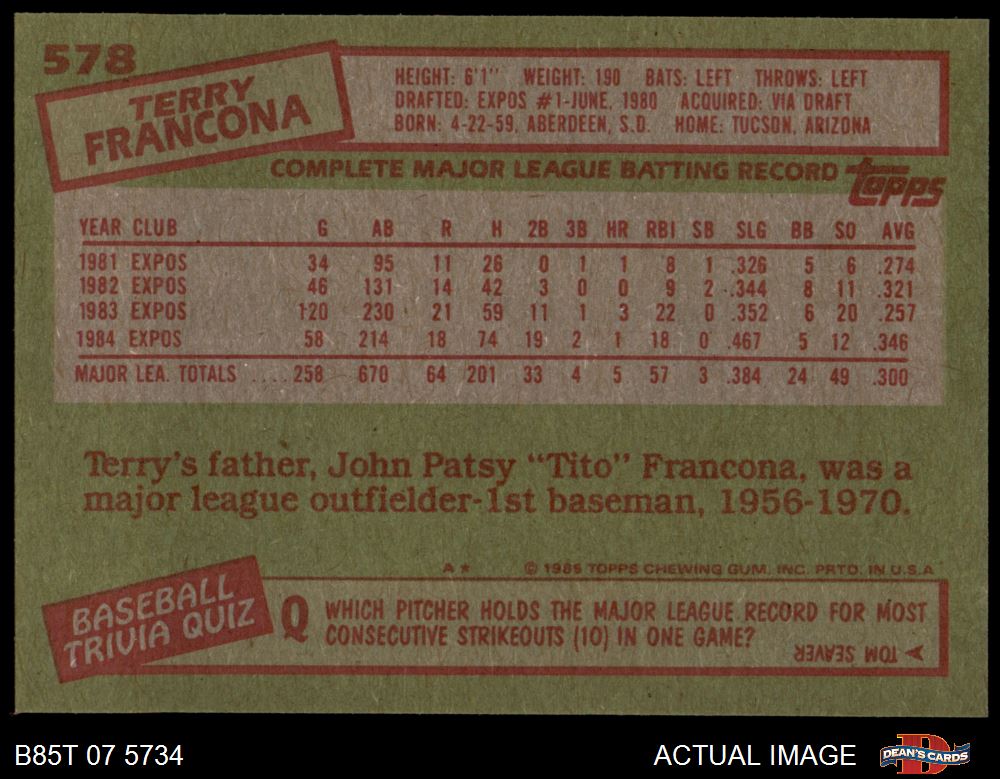 578
TERRY
FRANCONA
HEIGHT: 6'1" WEIGHT: 190 BATS: LEFT THROWS: LEFT
DRAFTED: EXPOS #1-JUNE, 1980 ACQUIRED: VIA DRAFT
BORN: 4-22-59, ABERDEEN, S.D. HOME: TUCSON, ARIZONA
COMPLETE MAJOR LEAGUE BATTING RECORD topps
YEAR CLUB G AB R H 2B 3B HR RBI SB SLG BB SO AVG
1981 EXPOS 34 95 11 26 0 1 1 8 1 .326 5 6 .274
1982 EXPOS 46 131 14 42 3 0 0 9 2 .344 8 11 .321
1983 EXPOS 120 230 21 59 11 1 3 22 0 .352 6 20 .257
1984 EXPOS 58 214 18 74 19 2 1 18 0 .467 5 12 .346
MAJOR LEA. TOTALS ....258 670 64 201 33 4 5 57 3 .384 24 49 .300
Terry's father, John Patsy "Tito" Francona, was a
major league outfielder-1st baseman, 1956-1970.
A★ © 1985 TOPPS CHEWING GUM, INC. PRTD. IN U.S.A
BASEBALL
TRIVIA QUIZ
Q WHICH PITCHER HOLDS THE MAJOR LEAGUE RECORD FOR MOST
CONSECUTIVE STRIKEOUTS (10) IN ONE GAME?
TOM SEAVER
B85T 07 5734 ACTUAL IMAGE DEAN'S CARDS